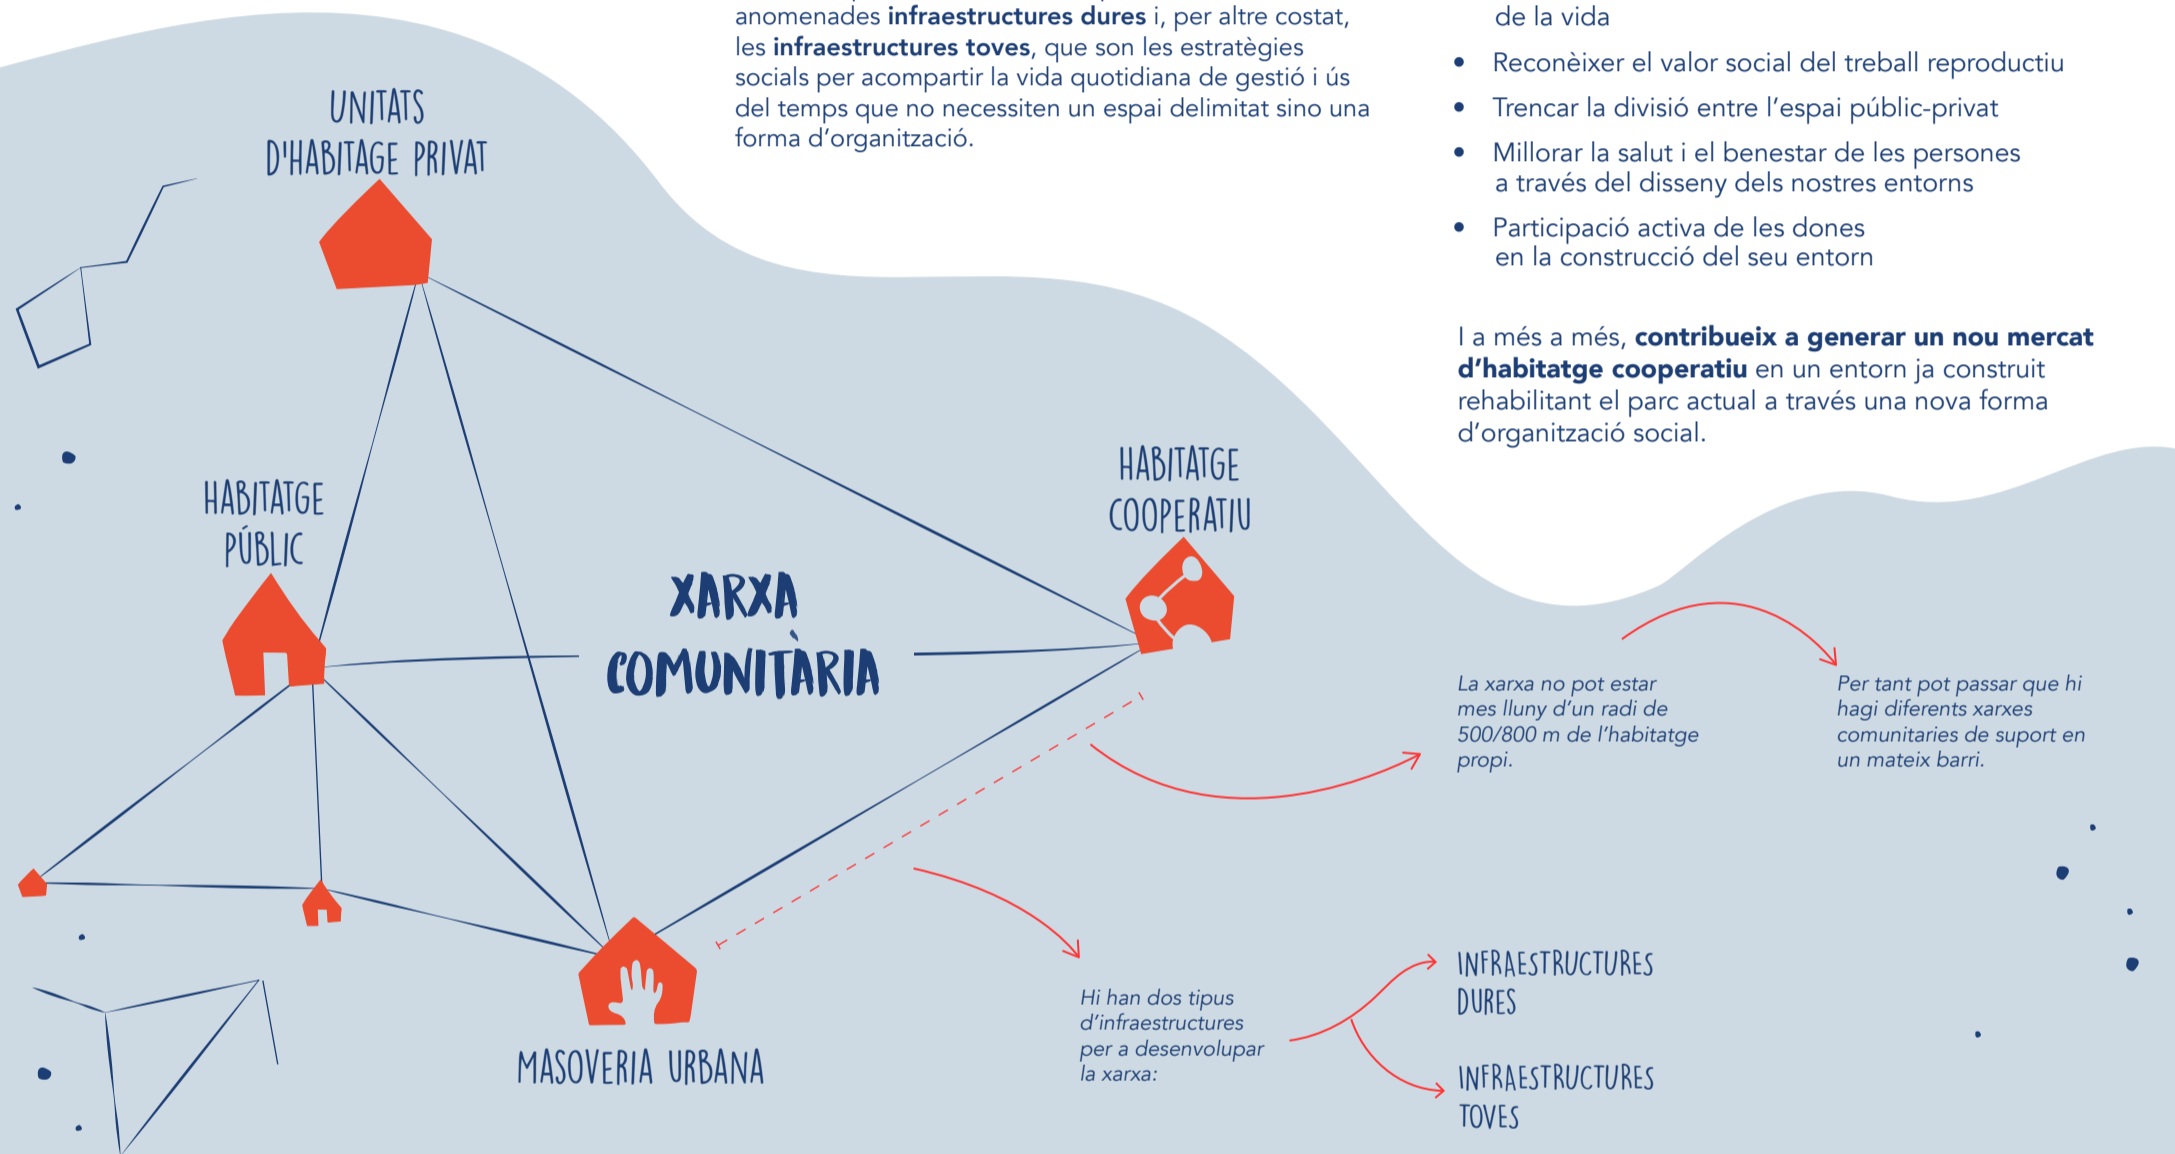 anomenades infraestructures dures i, per altre costat,
les infraestructures toves, que son les estratègies
socials per acompartir la vida quotidiana de gestió i ús
del temps que no necessiten un espai delimitat sino una
forma d'organització.
de la vida
• Reconèixer el valor social del treball reproductiu
• Trencar la divisió entre l'espai públic-privat
• Millorar la salut i el benestar de les persones
a través del disseny dels nostres entorns
• Participació activa de les dones
en la construcció del seu entorn
I a més a més, contribueix a generar un nou mercat
d'habitatge cooperatiu en un entorn ja construit
rehabilitant el parc actual a través una nova forma
d'organització social.
UNITATS
D'HABITAGE PRIVAT
HABITATGE
PÚBLIC
XARXA
COMUNITÀRIA
HABITATGE
COOPERATIU
MASOVERIA URBANA
La xarxa no pot estar
mes lluny d'un radi de
500/800 m de l'habitatge
propi.
Per tant pot passar que hi
hagi diferents xarxes
comunitaries de suport en
un mateix barri.
Hi han dos tipus
d'infraestructures
per a desenvolupar
la xarxa:
INFRAESTRUCTURES
DURES
INFRAESTRUCTURES
TOVES